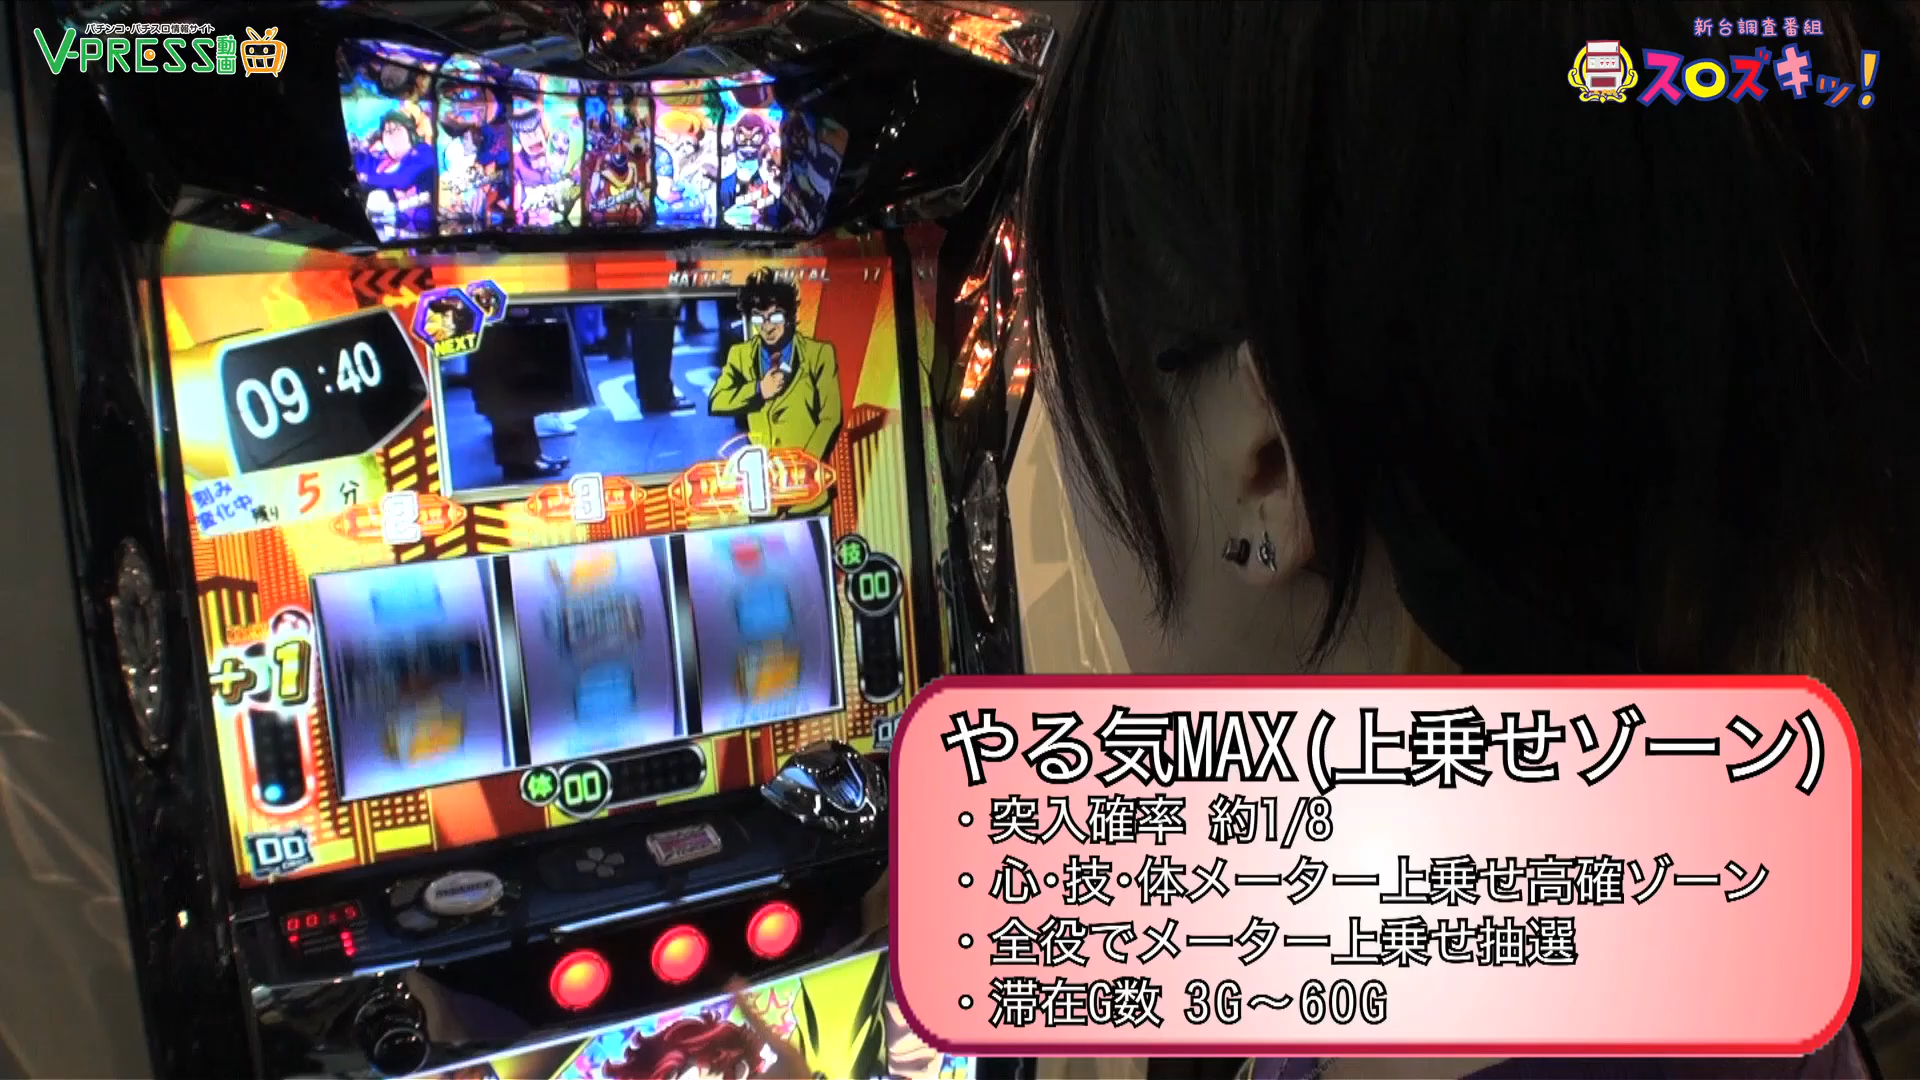 パチンコ・パチスロ情報サイト
V-PRESS動画
新台調査番組
スロズキッ!
BATTLE
TOTAL 17
NEXT
09:40
刻み
変化中
残り5分
2
3
1
技
00
+1
体 00
00
やる気MAX(上乗せゾーン)
・突入確率 約1/8
・心・技・体メーター上乗せ高確ゾーン
・全役でメーター上乗せ抽選
・滞在G数 3G～60G